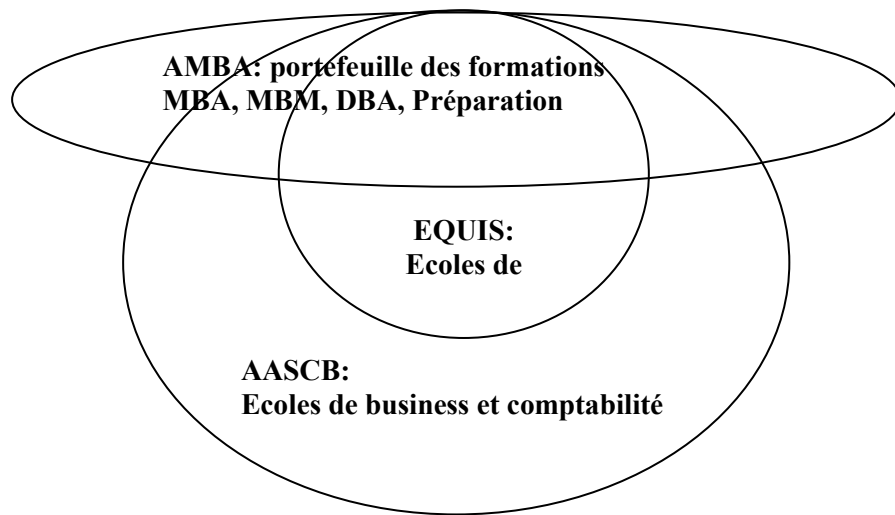 AMBA: portefeuille des formations
MBA, MBM, DBA, Préparation
EQUIS:
Ecoles de
AASCB:
Ecoles de business et comptabilité